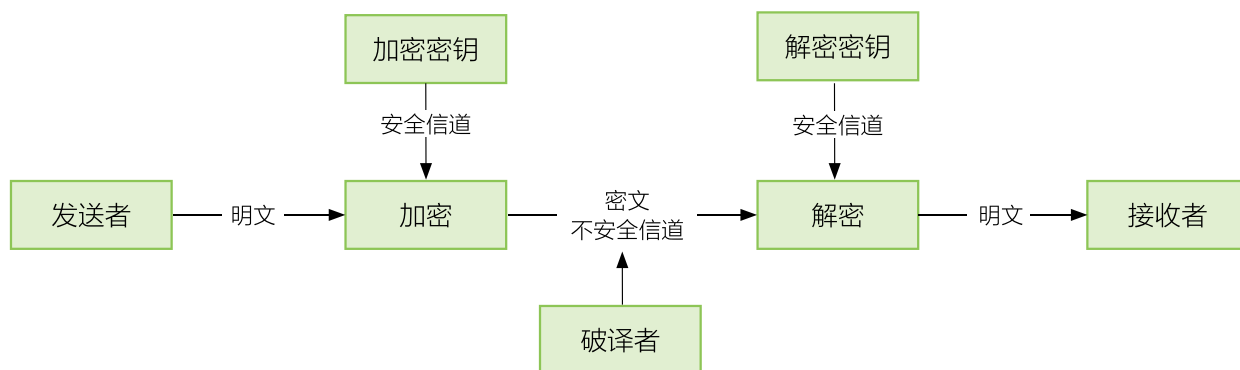 加密密钥
解密密钥
安全信道
安全信道
发送者
明文
加密
密文
不安全信道
解密
明文
接收者
破译者